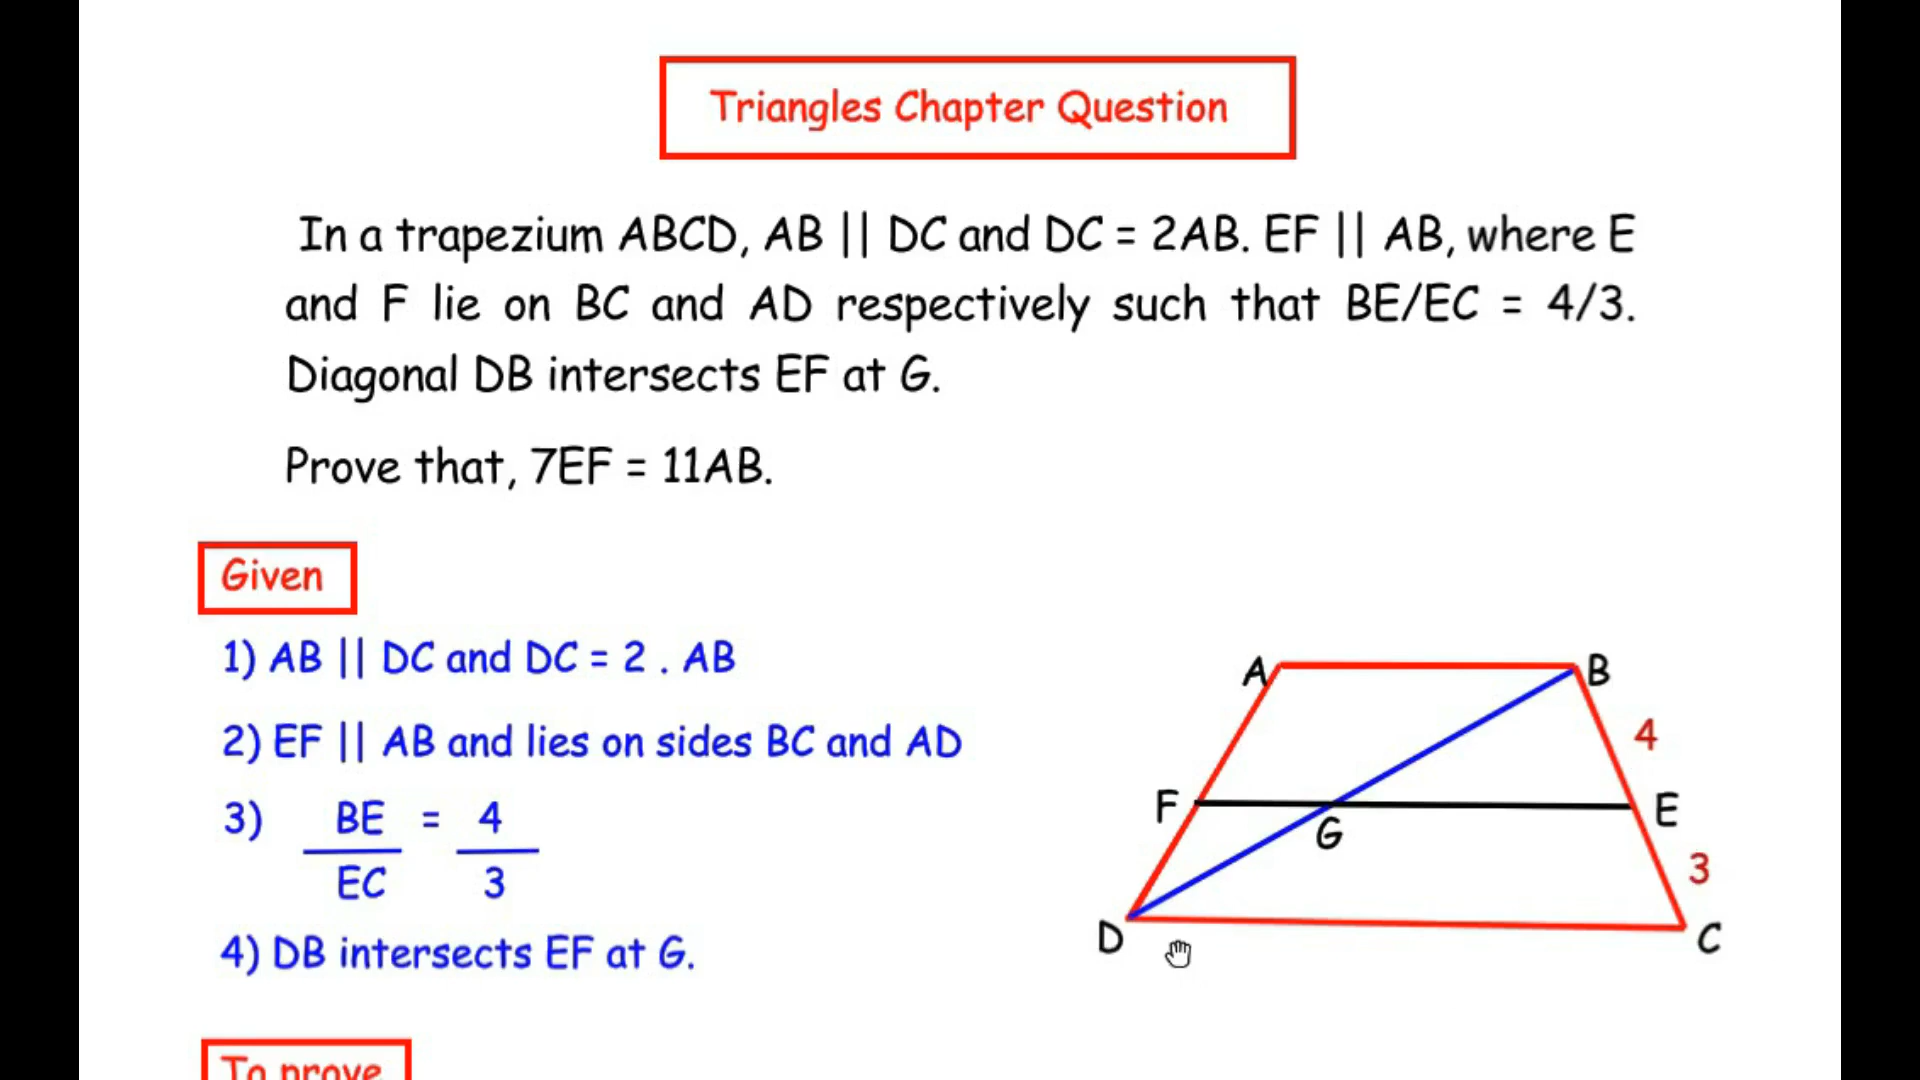 Triangles Chapter Question
In a trapezium ABCD, AB || DC and DC = 2AB. EF || AB, where E
and F lie on BC and AD respectively such that BE/EC = 4/3.
Diagonal DB intersects EF at G.
Prove that, 7EF = 11AB.
Given
1) AB || DC and DC = 2 . AB
2) EF || AB and lies on sides BC and AD
3) BE = 4
EC 3
4) DB intersects EF at G.
A B
4
F G E
3
D C
To prove